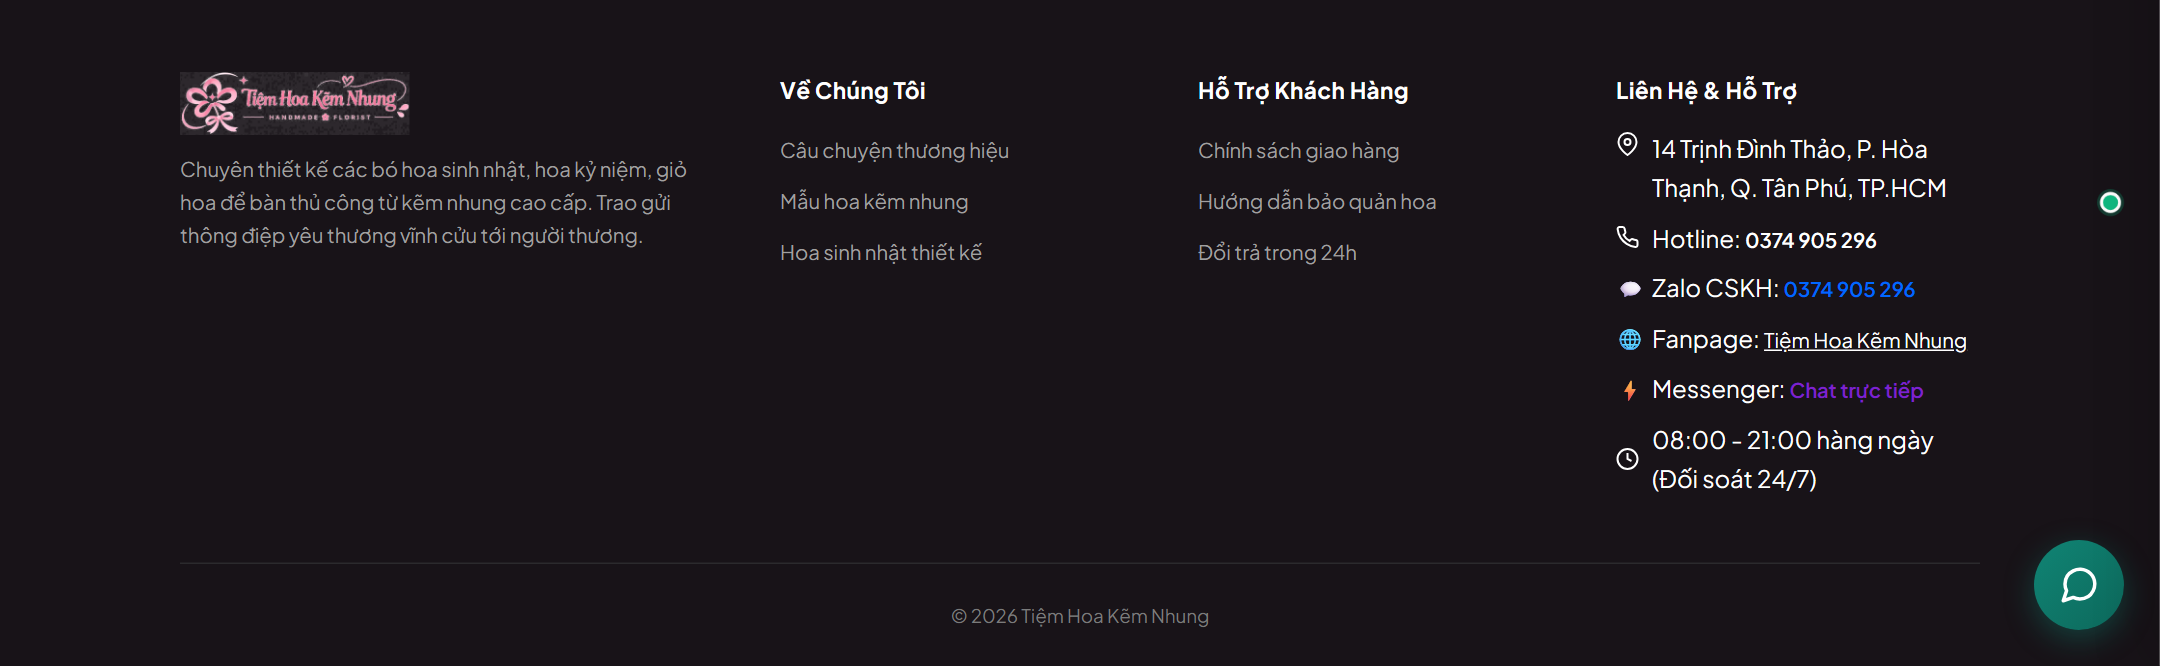 Tiệm Hoa Kẽm Nhung
HANDMADE FLORIST
Chuyên thiết kế các bó hoa sinh nhật, hoa kỷ niệm, giỏ
hoa để bàn thủ công từ kẽm nhung cao cấp. Trao gửi
thông điệp yêu thương vĩnh cửu tới người thương.
Về Chúng Tôi
Câu chuyện thương hiệu
Mẫu hoa kẽm nhung
Hoa sinh nhật thiết kế
Hỗ Trợ Khách Hàng
Chính sách giao hàng
Hướng dẫn bảo quản hoa
Đổi trả trong 24h
Liên Hệ & Hỗ Trợ
14 Trịnh Đình Thảo, P. Hòa
Thạnh, Q. Tân Phú, TP.HCM
Hotline: 0374 905 296
Zalo CSKH: 0374 905 296
Fanpage: Tiệm Hoa Kẽm Nhung
Messenger: Chat trực tiếp
08:00 - 21:00 hàng ngày
(Đối soát 24/7)
© 2026 Tiệm Hoa Kẽm Nhung